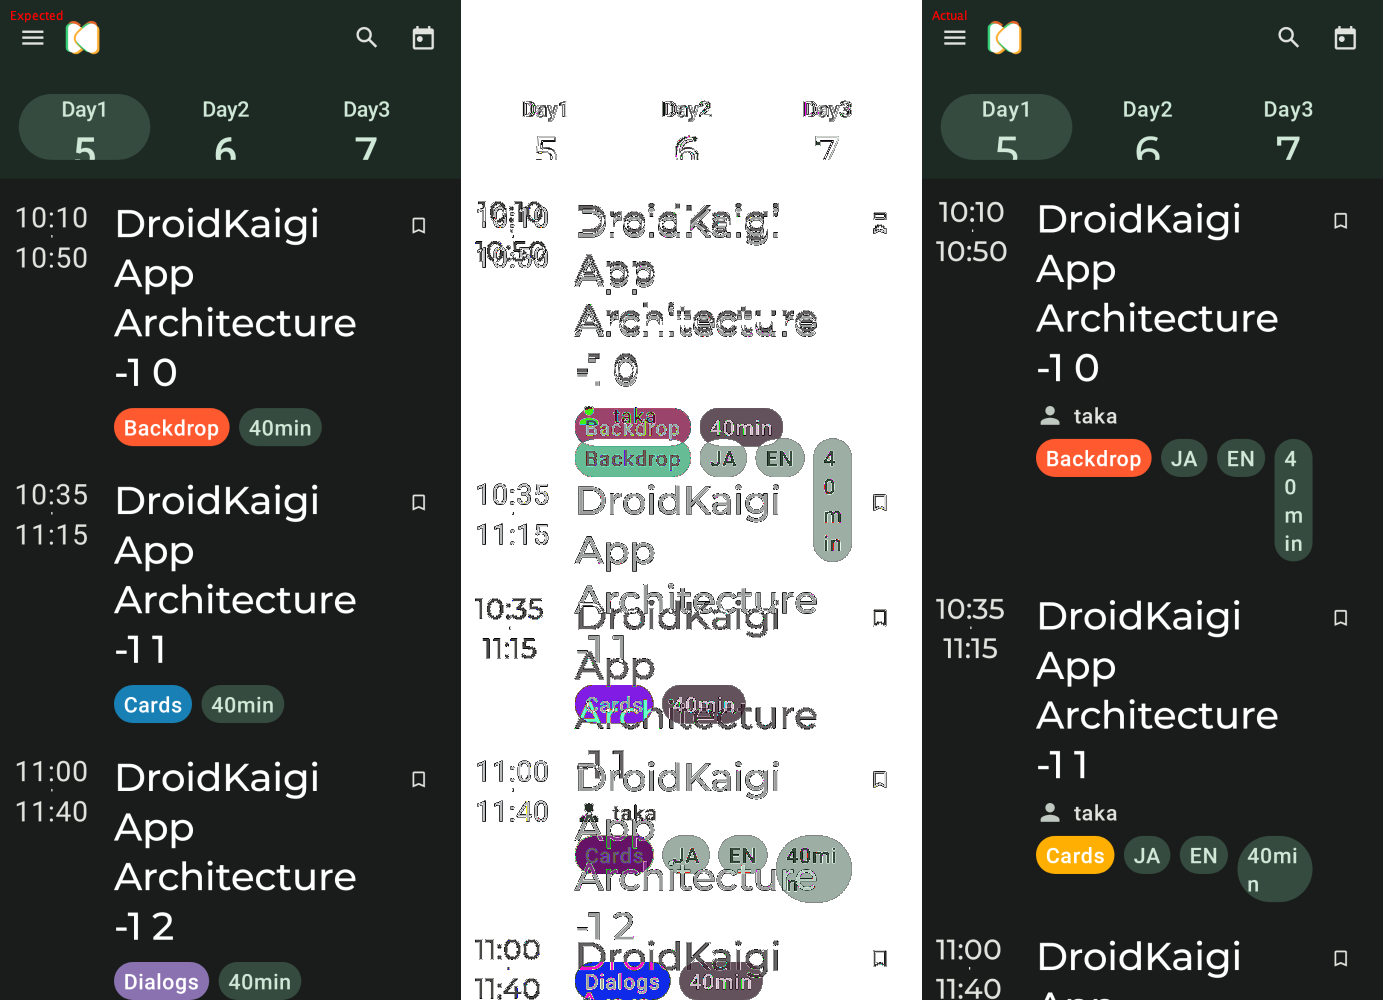 Expected
Day1 Day2 Day3
5 6 7
10:10
10:50
DroidKaigi
App
Architecture
-1 0
Backdrop 40min
10:35
11:15
DroidKaigi
App
Architecture
-1 1
Cards 40min
11:00
11:40
DroidKaigi
App
Architecture
-1 2
Dialogs 40min
Day1 Day2 Day3
5 6 7
10:10
10:50
DroidKaigi
App
Architecture
-1 0
taka
Backdrop 40min
Backdrop JA EN 4
0
m
in
10:35
11:15
DroidKaigi
App
Architecture
-1 1
10:35
11:15
DroidKaigi
App
Architecture
-1 1
Cards 40min
11:00
11:40
DroidKaigi
App
Architecture
-1 2
taka
Cards JA EN 40mi
n
11:00
11:40
DroidKaigi
Dialogs 40min
Actual
Day1 Day2 Day3
5 6 7
10:10
10:50
DroidKaigi
App
Architecture
-1 0
taka
Backdrop JA EN 4
0
m
in
10:35
11:15
DroidKaigi
App
Architecture
-1 1
taka
Cards JA EN 40mi
n
11:00
11:40
DroidKaigi
App